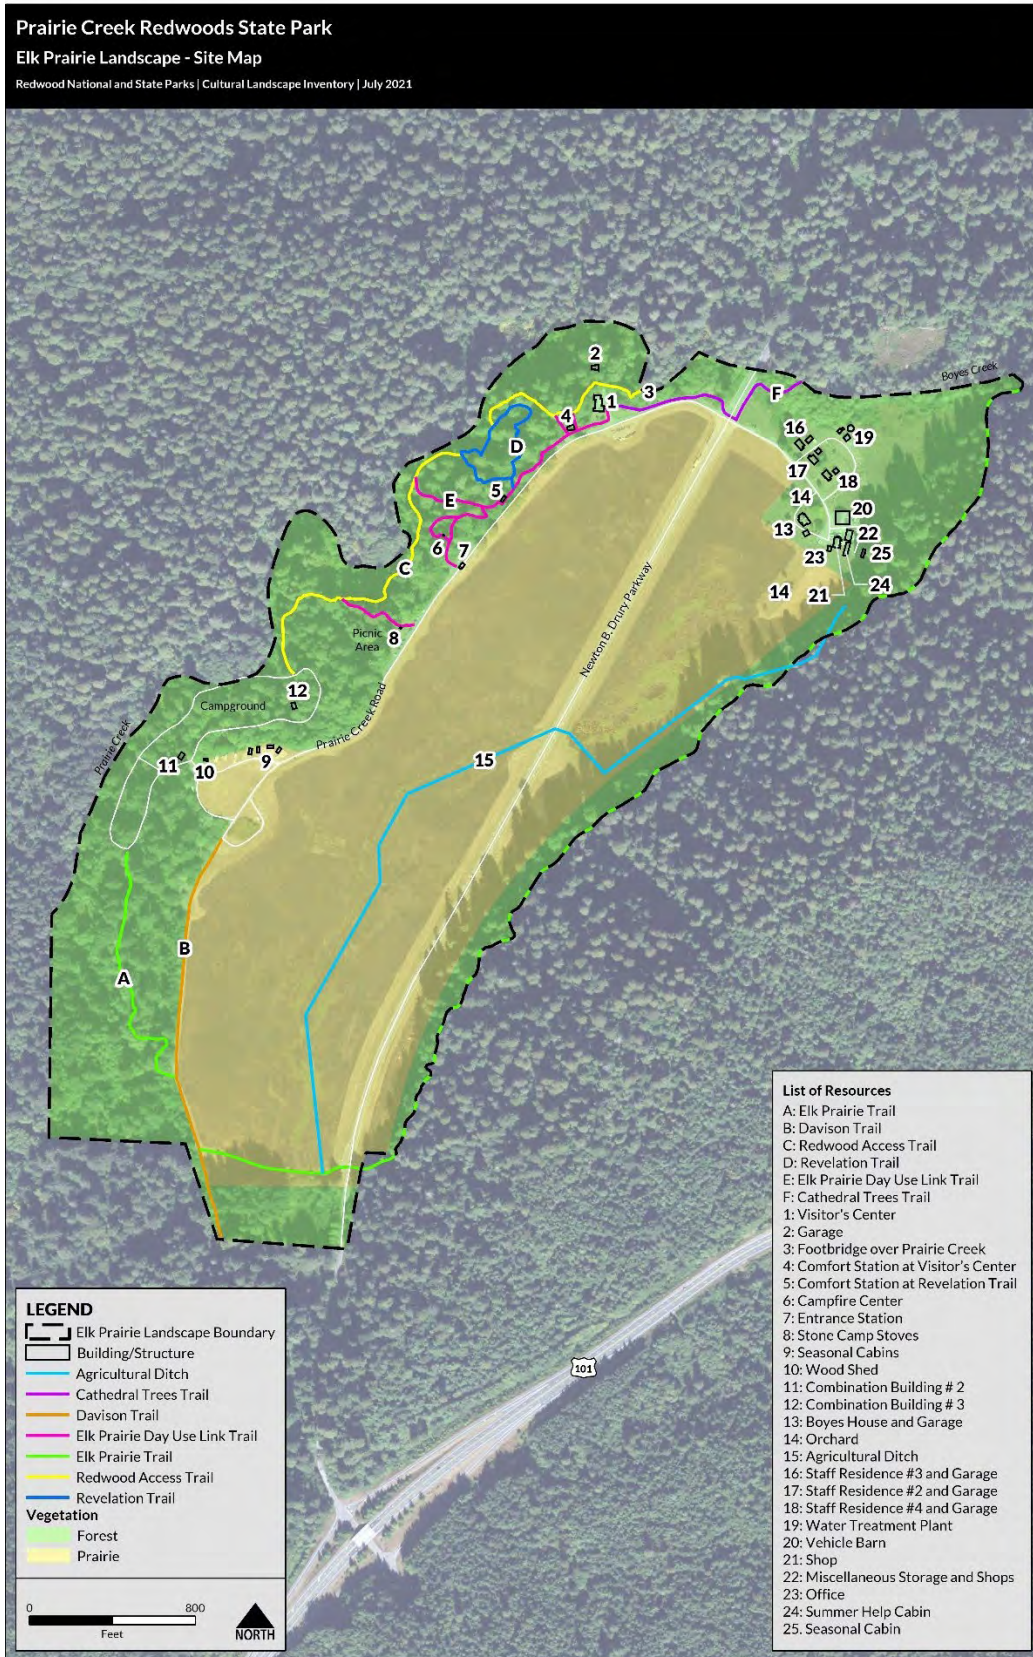 Prairie Creek Redwoods State Park
Elk Prairie Landscape - Site Map
Redwood National and State Parks | Cultural Landscape Inventory | July 2021
2
3
1
F
Boyes Creek
4
16
19
D
17
18
E
5
14
20
13
22
6
7
23
25
C
24
14
21
Newton B. Drury Parkway
8
Picnic
Area
12
Campground
Prairie Creek Road
Prairie Creek
11
10
9
15
B
A
101
List of Resources
A: Elk Prairie Trail
B: Davison Trail
C: Redwood Access Trail
D: Revelation Trail
E: Elk Prairie Day Use Link Trail
F: Cathedral Trees Trail
1: Visitor's Center
2: Garage
3: Footbridge over Prairie Creek
4: Comfort Station at Visitor's Center
5: Comfort Station at Revelation Trail
6: Campfire Center
7: Entrance Station
8: Stone Camp Stoves
9: Seasonal Cabins
10: Wood Shed
11: Combination Building # 2
12: Combination Building # 3
13: Boyes House and Garage
14: Orchard
15: Agricultural Ditch
16: Staff Residence #3 and Garage
17: Staff Residence #2 and Garage
18: Staff Residence #4 and Garage
19: Water Treatment Plant
20: Vehicle Barn
21: Shop
22: Miscellaneous Storage and Shops
23: Office
24: Summer Help Cabin
25. Seasonal Cabin
LEGEND
Elk Prairie Landscape Boundary
Building/Structure
Agricultural Ditch
Cathedral Trees Trail
Davison Trail
Elk Prairie Day Use Link Trail
Elk Prairie Trail
Redwood Access Trail
Revelation Trail
Vegetation
Forest
Prairie
0 800
Feet
NORTH